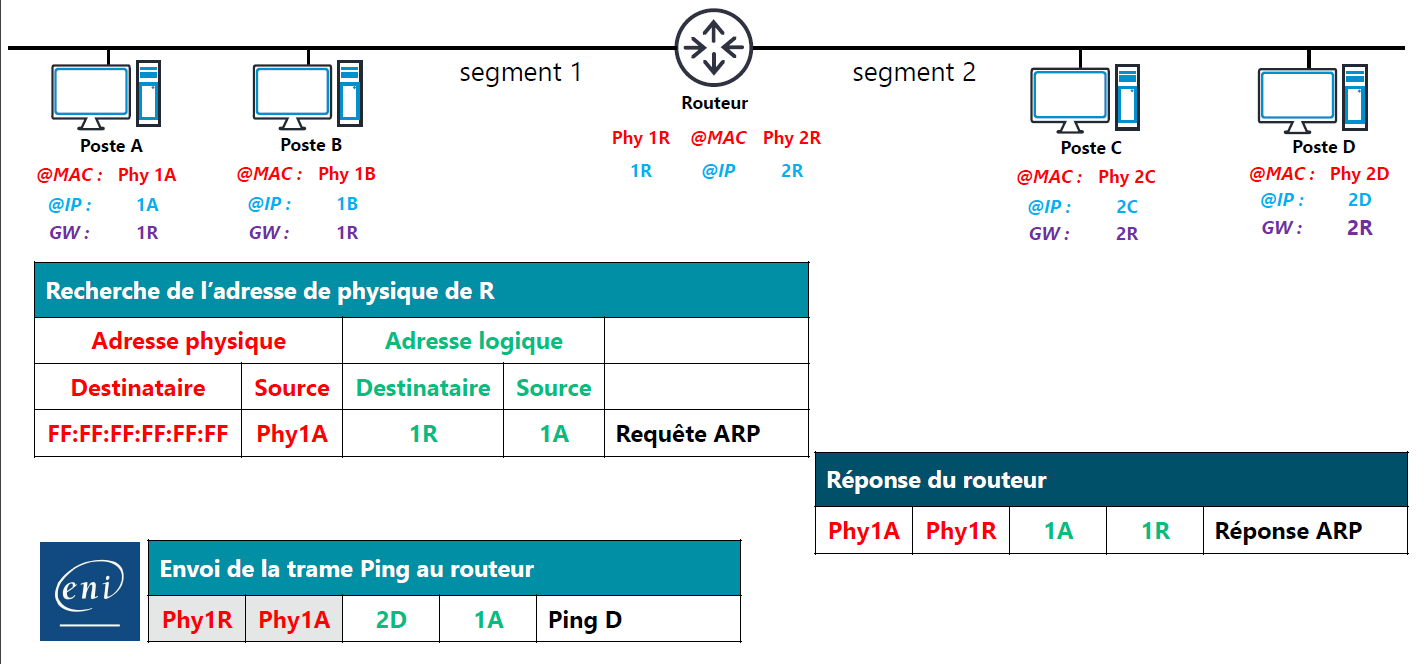 segment 1
segment 2
Routeur
Phy 1R @MAC Phy 2R
1R @IP 2R
Poste A
@MAC : Phy 1A
@IP : 1A
GW : 1R
Poste B
@MAC : Phy 1B
@IP : 1B
GW : 1R
Poste C
@MAC : Phy 2C
@IP : 2C
GW : 2R
Poste D
@MAC : Phy 2D
@IP : 2D
GW : 2R
Recherche de l’adresse de physique de R
Adresse physique Adresse logique
Destinataire Source Destinataire Source
FF:FF:FF:FF:FF:FF Phy1A 1R 1A Requête ARP
Réponse du routeur
Phy1A Phy1R 1A 1R Réponse ARP
eni
Envoi de la trame Ping au routeur
Phy1R Phy1A 2D 1A Ping D